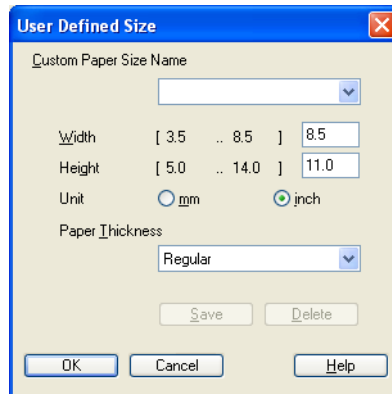 User Defined Size
Custom Paper Size Name
Width [ 3.5 .. 8.5 ] 8.5
Height [ 5.0 .. 14.0 ] 11.0
Unit mm inch
Paper Thickness
Regular
Save Delete
OK Cancel Help